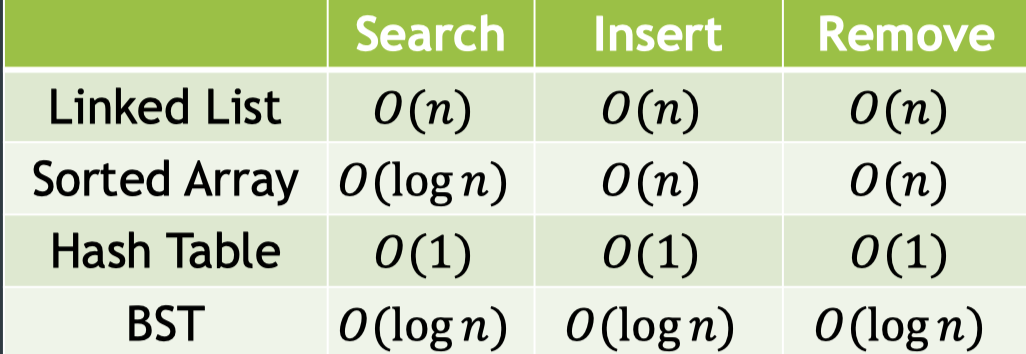 Search Insert Remove
Linked List O(n) O(n) O(n)
Sorted Array O(log n) O(n) O(n)
Hash Table O(1) O(1) O(1)
BST O(log n) O(log n) O(log n)